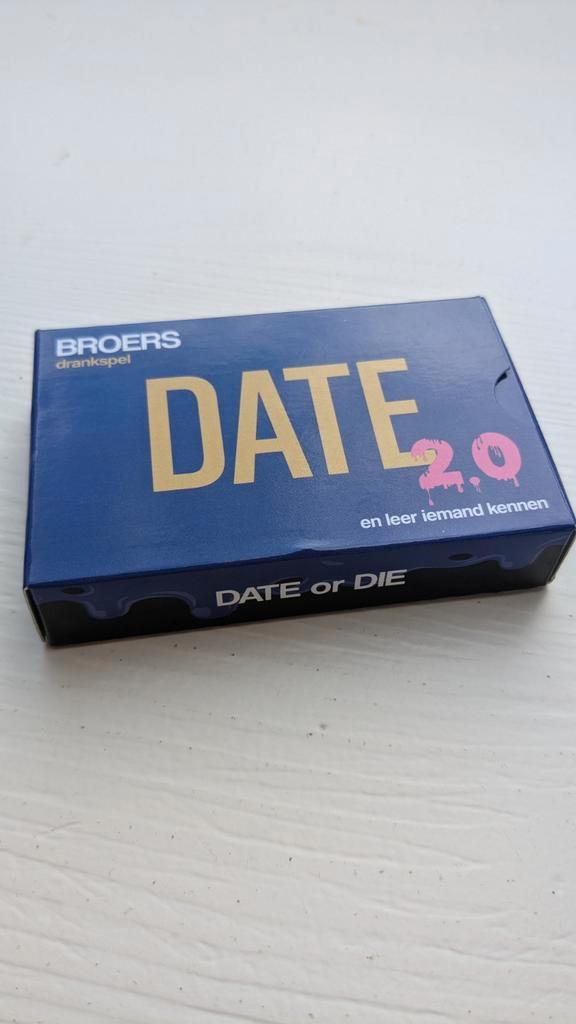 BROERS
drankspel
DATE
2.0
en leer iemand kennen
DATE or DIE